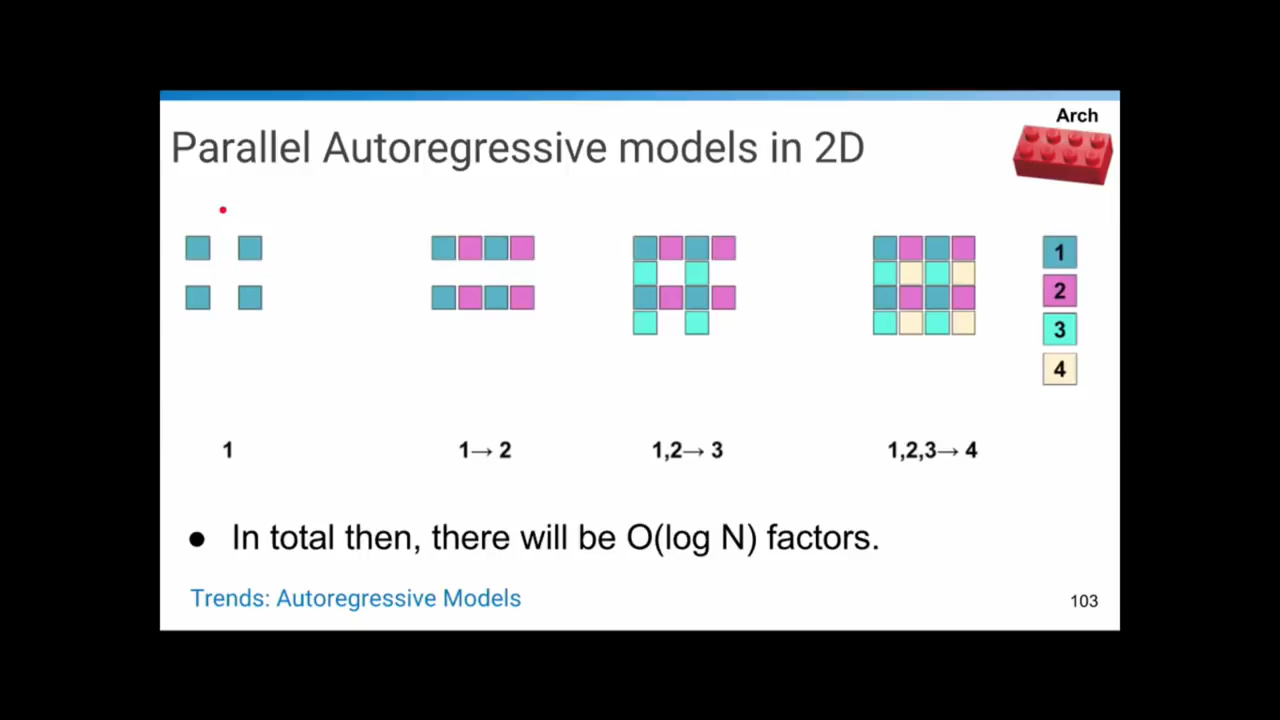 Arch
Parallel Autoregressive models in 2D
1
2
3
4
1
1→ 2
1,2→ 3
1,2,3→ 4
● In total then, there will be O(log N) factors.
Trends: Autoregressive Models
103